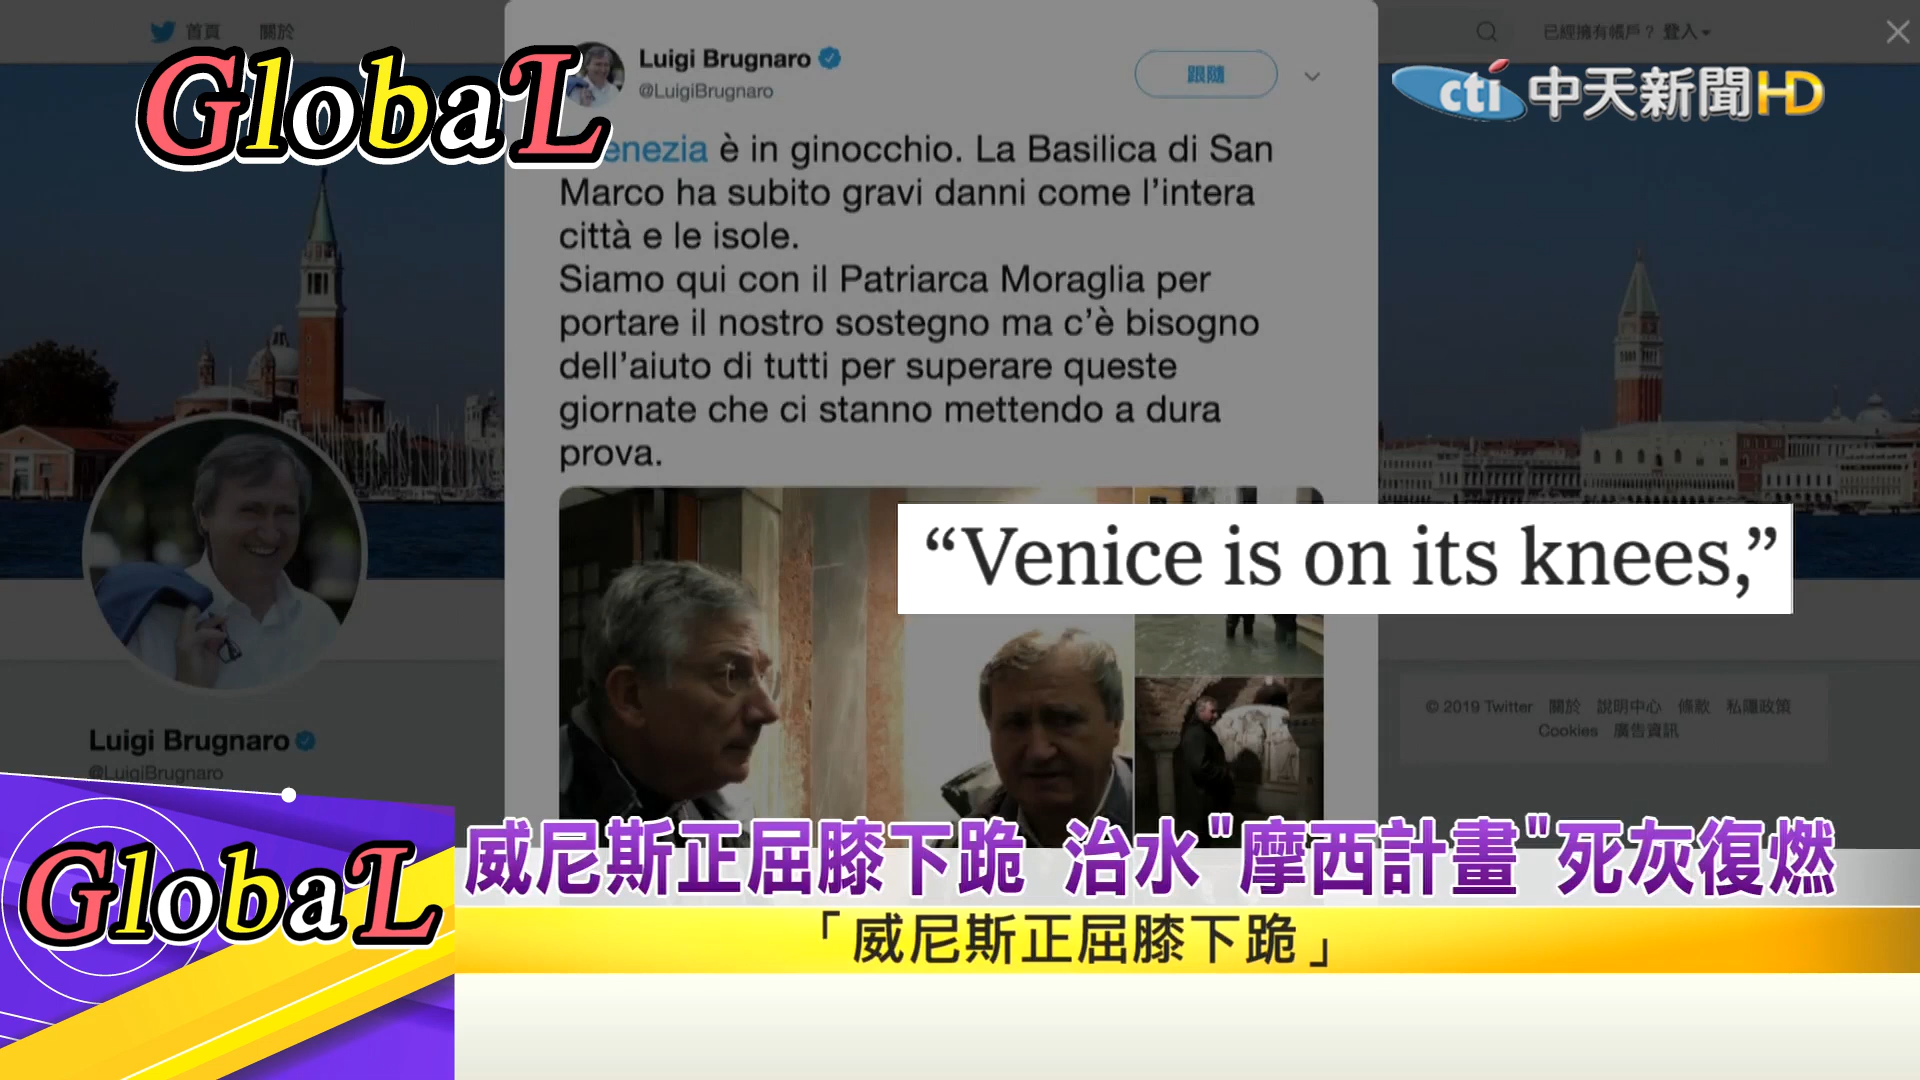 首頁 關於
已經擁有帳戶？ 登入
Global
Luigi Brugnaro
@LuigiBrugnaro
跟隨
cti 中天新聞HD
enezia è in ginocchio. La Basilica di San
Marco ha subito gravi danni come l’intera
città e le isole.
Siamo qui con il Patriarca Moraglia per
portare il nostro sostegno ma c’è bisogno
dell’aiuto di tutti per superare queste
giornate che ci stanno mettendo a dura
prova.
“Venice is on its knees,”
© 2019 Twitter 關於 說明中心 條款 私隱政策
Cookies 廣告資訊
Luigi Brugnaro
@LuigiBrugnaro
Global
威尼斯正屈膝下跪 治水"摩西計畫"死灰復燃
「威尼斯正屈膝下跪」